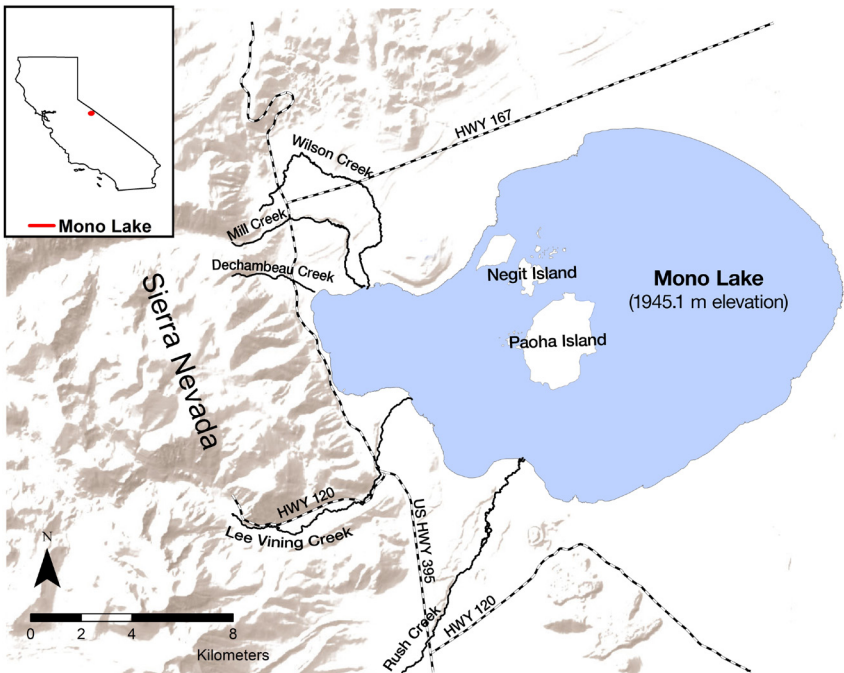 Mono Lake
HWY 167
Wilson Creek
Mill Creek
Dechambeau Creek
Negit Island
Mono Lake
(1945.1 m elevation)
Sierra Nevada
Paoha Island
HWY 120
Lee Vining Creek
US HWY 395
N
HWY 120
Rush Creek
0 2 4 8
Kilometers